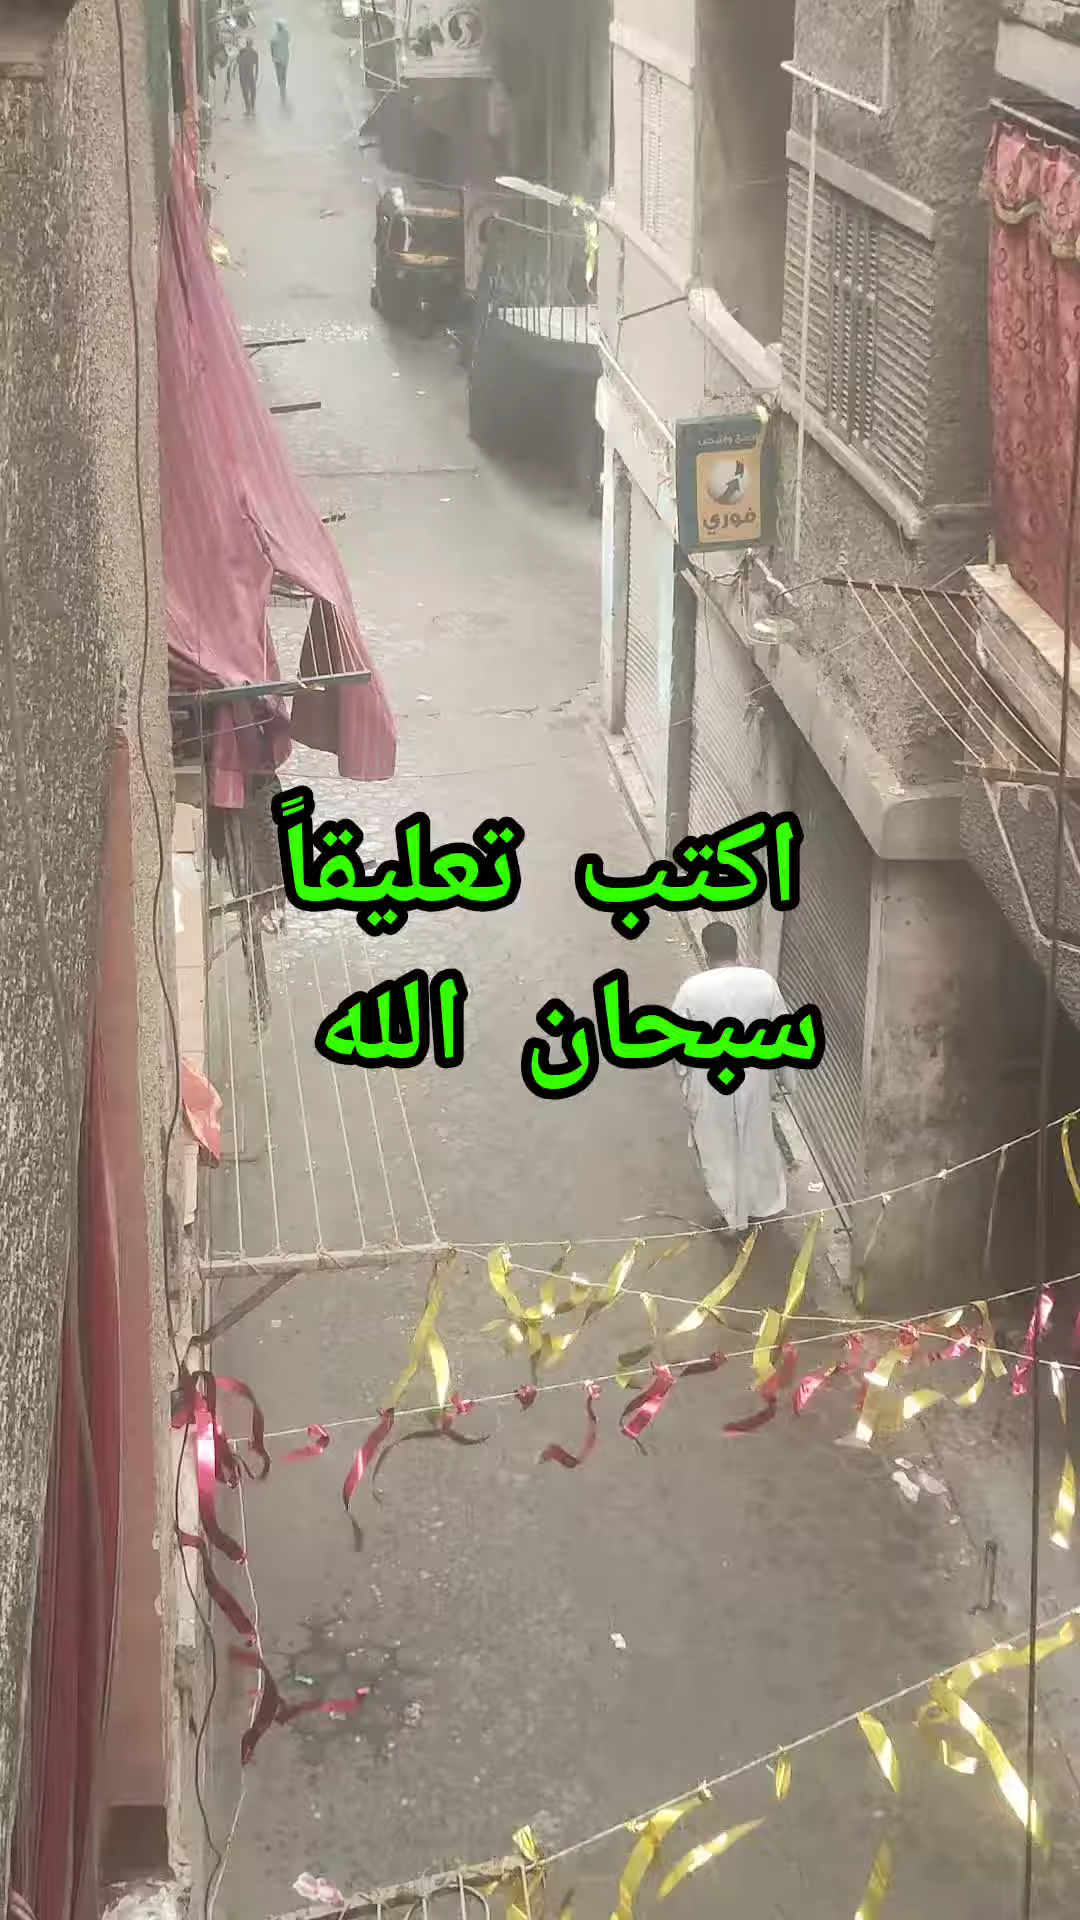 فوري
اكتب تعليقاً
سبحان الله